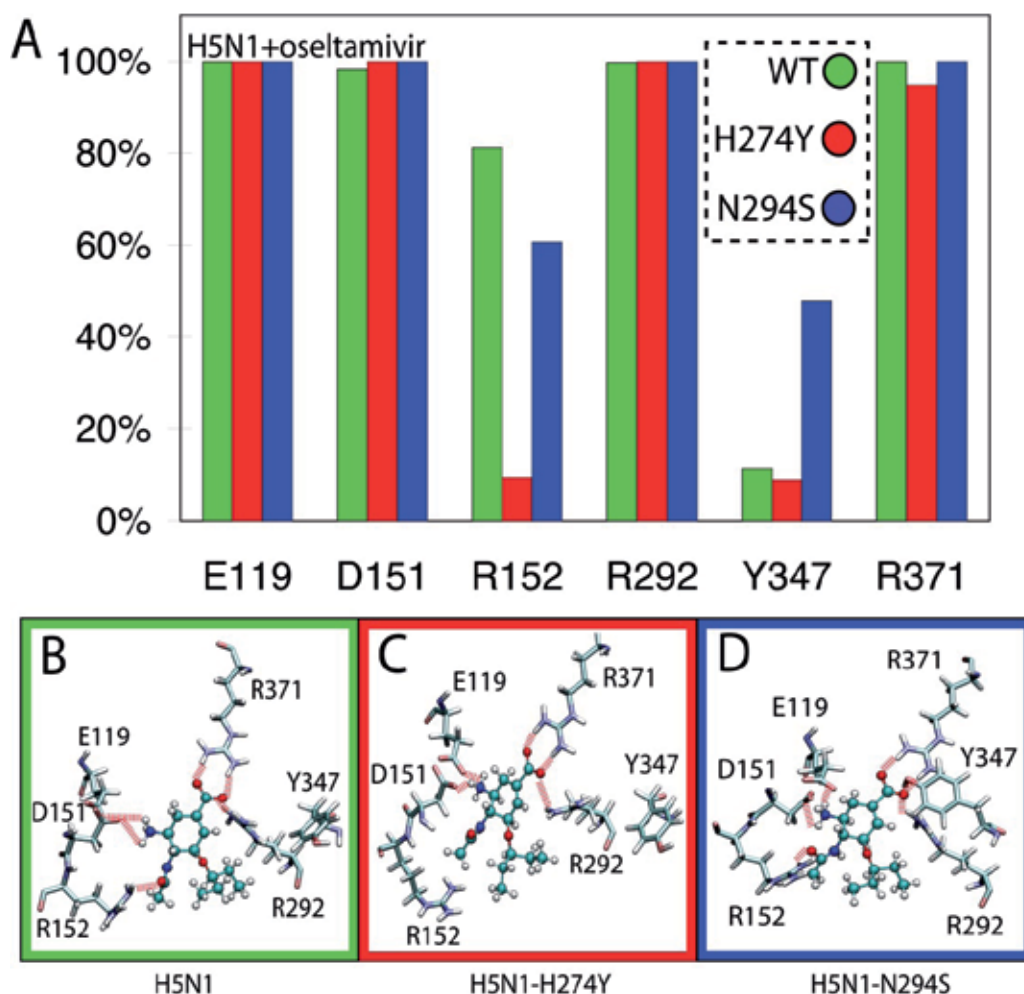 A
H5N1+oseltamivir
100%
80%
60%
40%
20%
0%
WT
H274Y
N294S
E119 D151 R152 R292 Y347 R371
B
R371
E119
Y347
D151
R152
R292
H5N1
C
E119
R371
D151
Y347
R292
R152
H5N1-H274Y
D
R371
E119
Y347
D151
R152
R292
H5N1-N294S